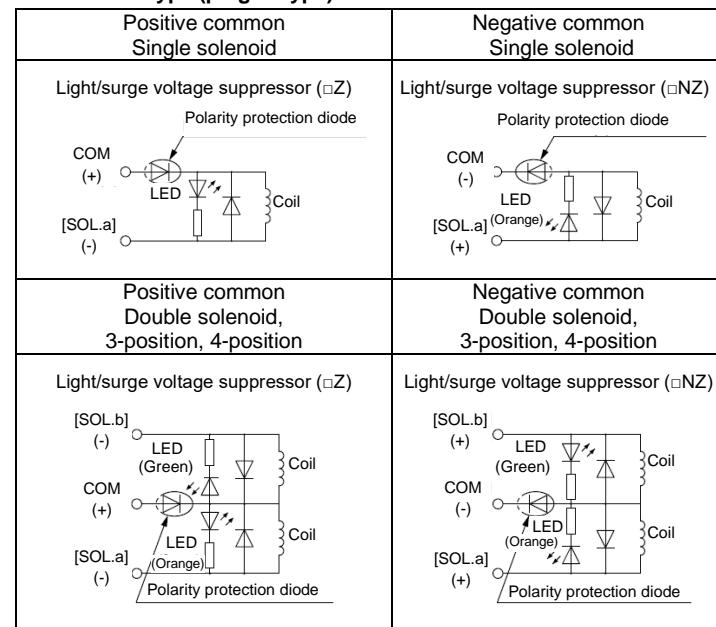 Positive common
Single solenoid
Negative common
Single solenoid
Light/surge voltage suppressor (□Z)
Polarity protection diode
COM
(+)
LED
Coil
[SOL.a]
(-)
Light/surge voltage suppressor (□NZ)
Polarity protection diode
COM
(-)
LED
(Orange)
Coil
[SOL.a]
(+)
Positive common
Double solenoid,
3-position, 4-position
Negative common
Double solenoid,
3-position, 4-position
Light/surge voltage suppressor (□Z)
[SOL.b]
(-)
LED
(Green)
Coil
COM
(+)
LED
(Orange)
Coil
[SOL.a]
(-)
Polarity protection diode
Light/surge voltage suppressor (□NZ)
[SOL.b]
(+)
LED
(Green)
Coil
COM
(-)
LED
(Orange)
Coil
[SOL.a]
(+)
Polarity protection diode